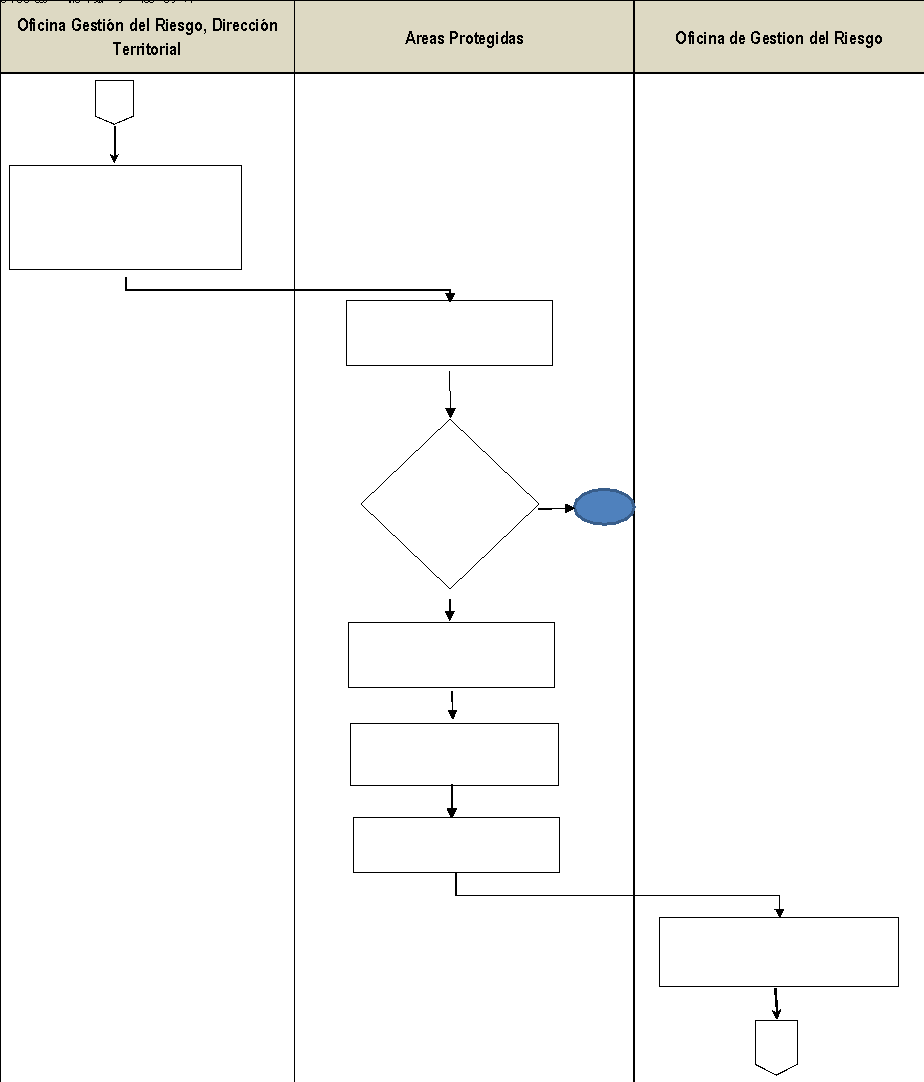 Oficina Gestión del Riesgo, Dirección
Territorial
Areas Protegidas
Oficina de Gestion del Riesgo